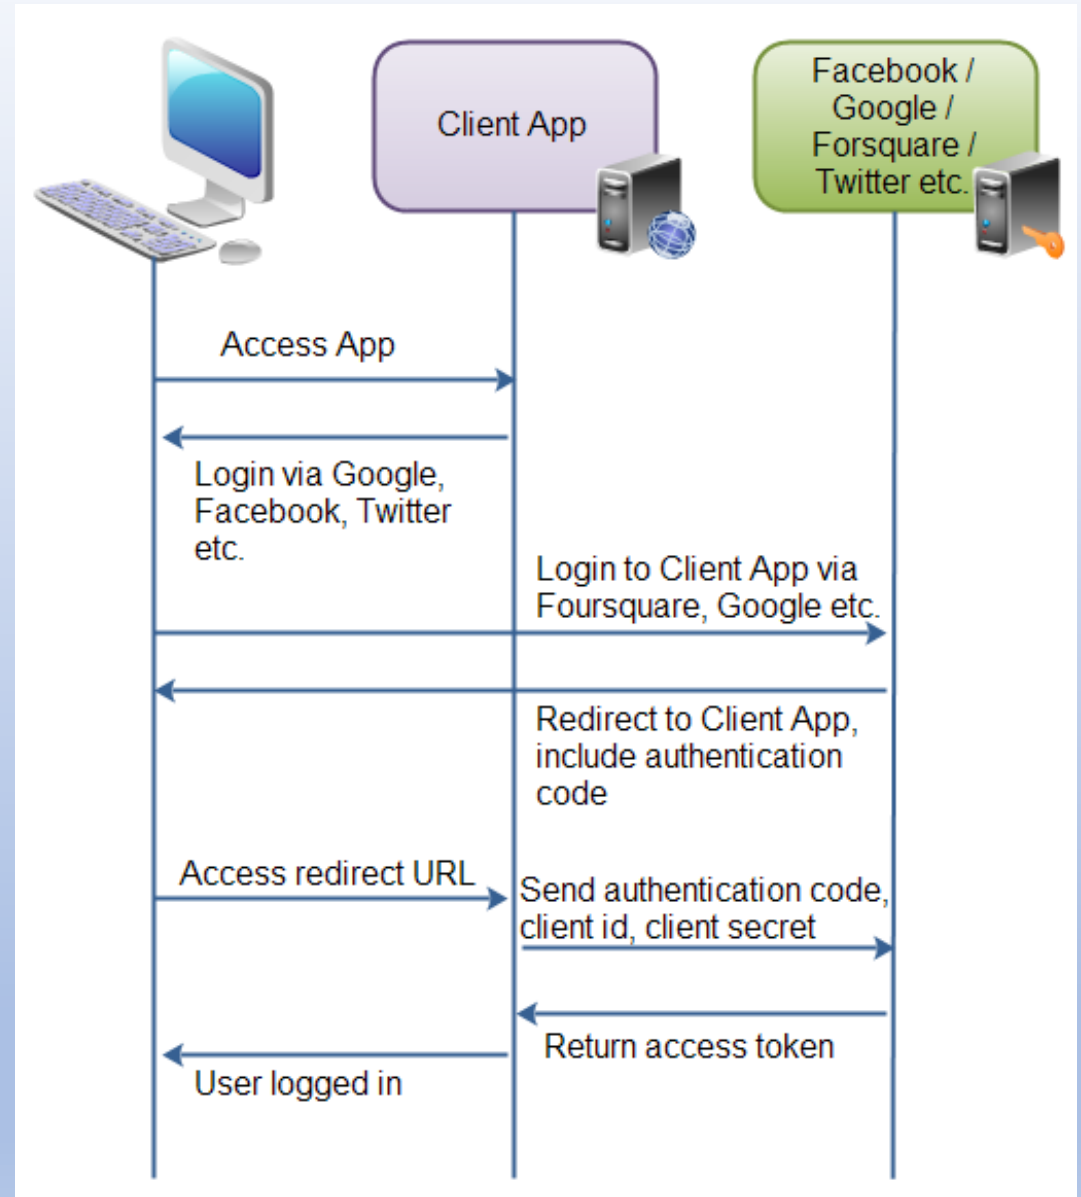 Client App
Facebook /
Google /
Forsquare /
Twitter etc.
Access App
Login via Google,
Facebook, Twitter
etc.
Login to Client App via
Foursquare, Google etc.
Redirect to Client App,
include authentication
code
Access redirect URL
Send authentication code,
client id, client secret
Return access token
User logged in